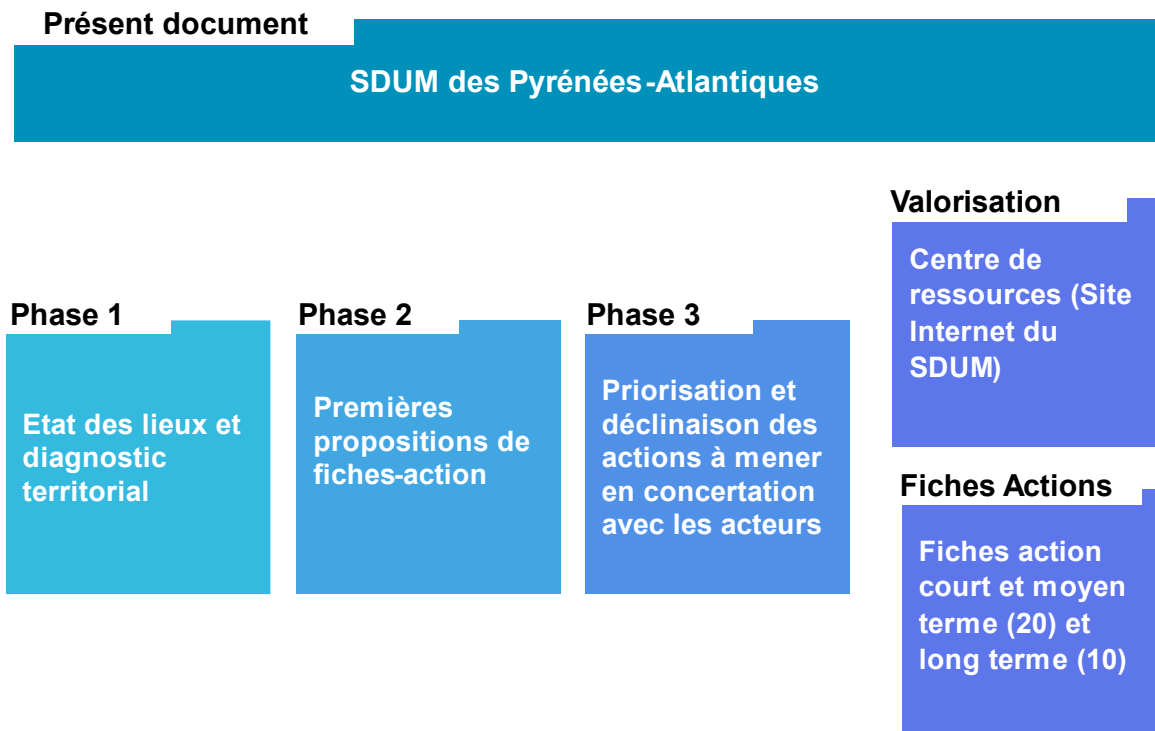 Présent document
SDUM des Pyrénées-Atlantiques
Phase 1
Etat des lieux et
diagnostic
territorial
Phase 2
Premières
propositions de
fiches-action
Phase 3
Priorisation et
déclinaison des
actions à mener
en concertation
avec les acteurs
Valorisation
Centre de
ressources (Site
Internet du
SDUM)
Fiches Actions
Fiches action
court et moyen
terme (20) et
long terme (10)